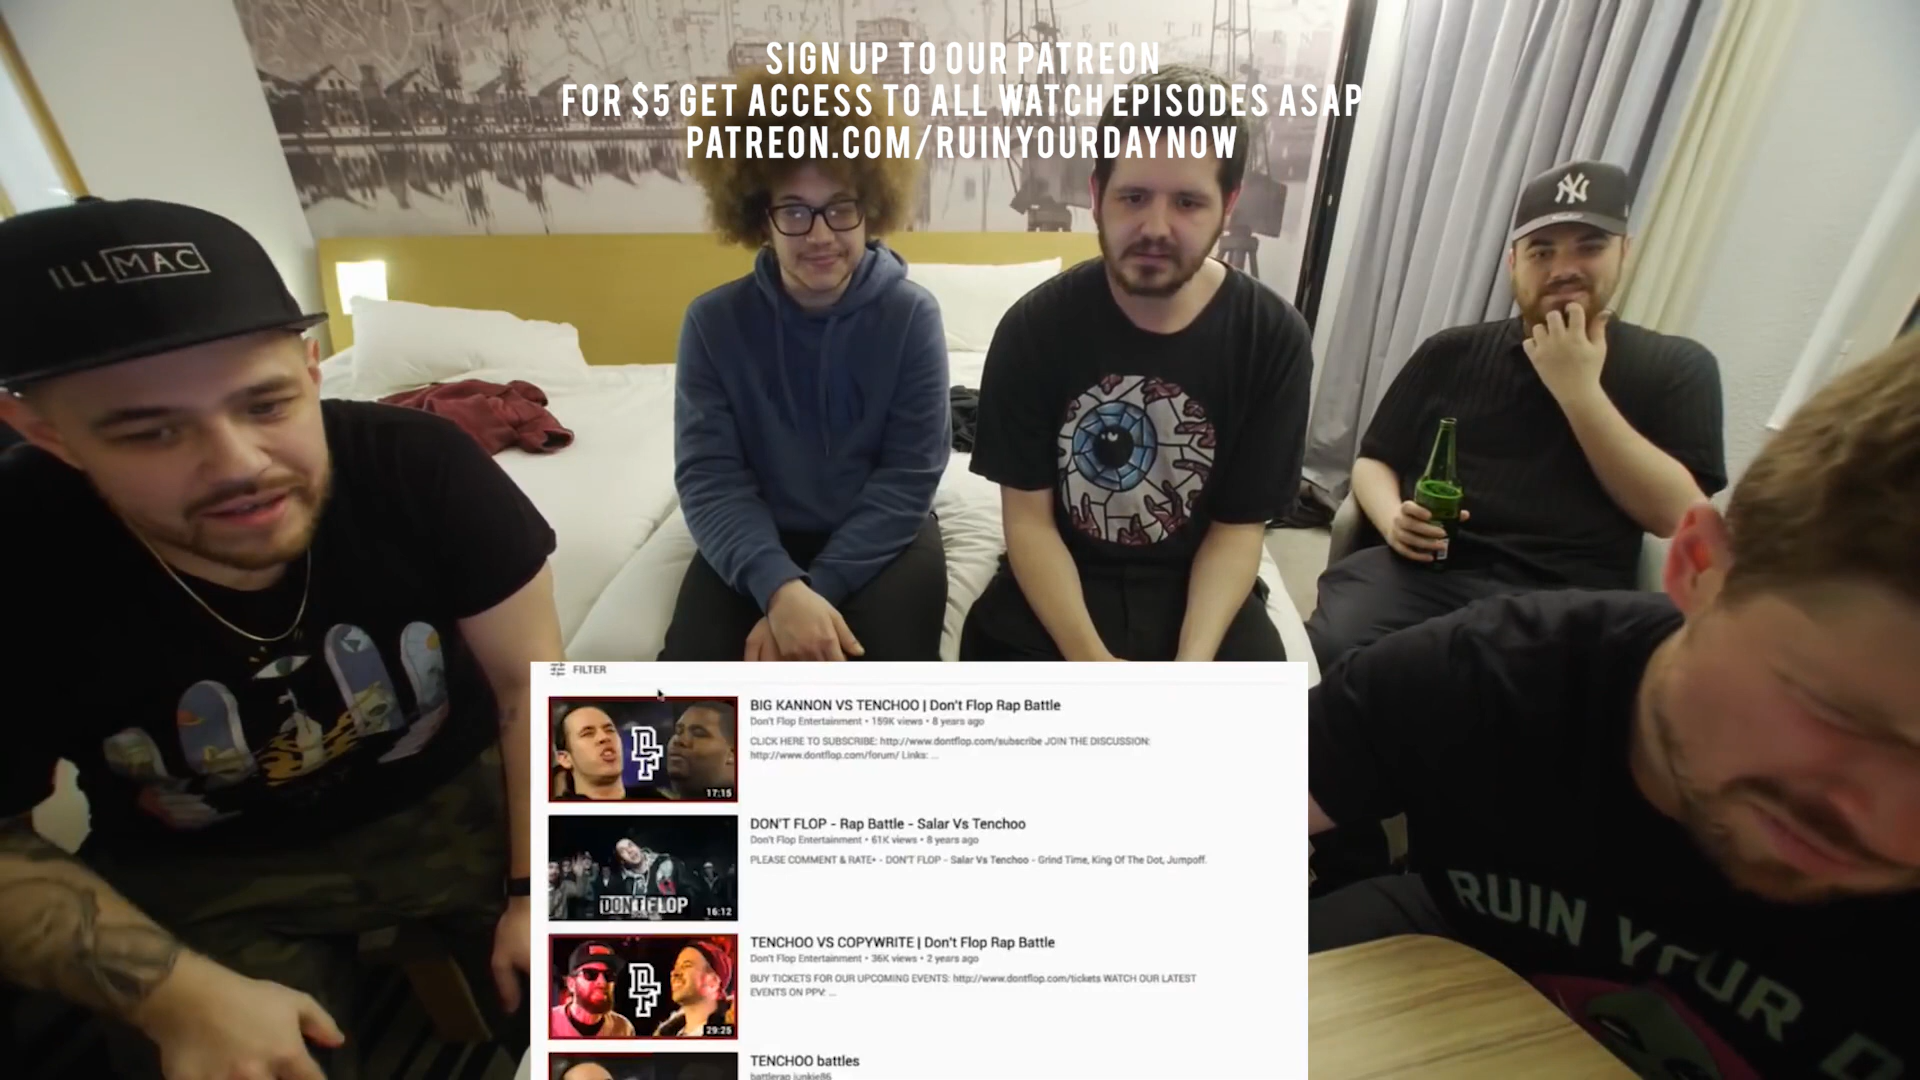 SIGN UP TO OUR PATREON
FOR $5 GET ACCESS TO ALL WATCH EPISODES ASAP
PATREON.COM/RUINYOURDAYNOW
NY
ILLMAC
FILTER
BIG KANNON VS TENCHOO | Don't Flop Rap Battle
Don't Flop Entertainment • 159K views • 8 years ago
CLICK HERE TO SUBSCRIBE: http://www.dontflop.com/subscribe JOIN THE DISCUSSION:
http://www.dontflop.com/forum/ Links: ...
DF
17:15
DON'T FLOP - Rap Battle - Salar Vs Tenchoo
Don't Flop Entertainment • 61K views • 8 years ago
PLEASE COMMENT & RATE+ - DON'T FLOP - Salar Vs Tenchoo - Grind Time, King Of The Dot, Jumpoff.
DON'T FLOP
16:12
TENCHOO VS COPYWRITE | Don't Flop Rap Battle
Don't Flop Entertainment • 36K views • 2 years ago
BUY TICKETS FOR OUR UPCOMING EVENTS: http://www.dontflop.com/tickets WATCH OUR LATEST
EVENTS ON PPV: ...
DF
29:25
TENCHOO battles
battlerap junkie86
RUIN YOUR D